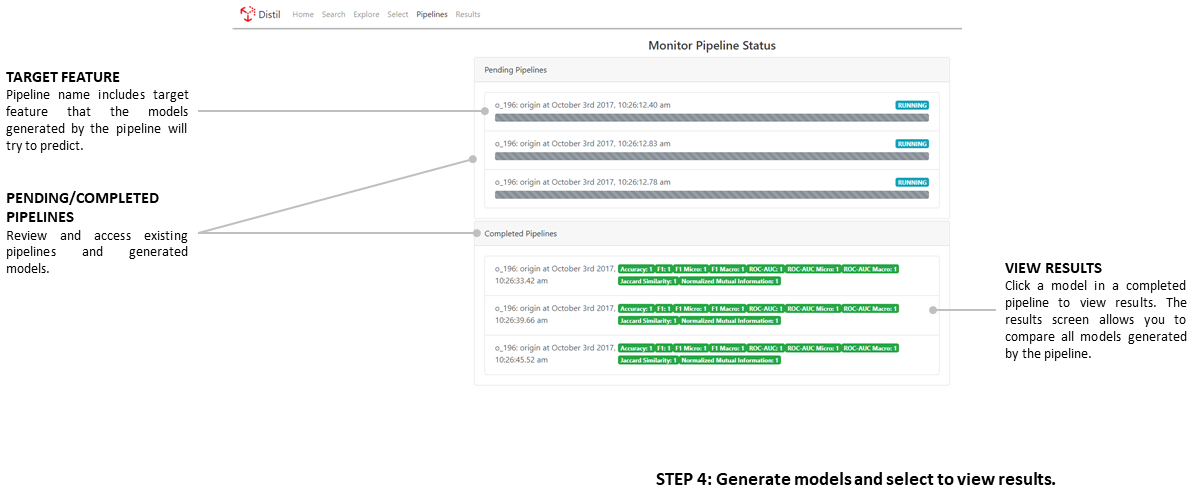 Distil Home Search Explore Select Pipelines Results
Monitor Pipeline Status
TARGET FEATURE
Pipeline name includes target
feature that the models
generated by the pipeline will
try to predict.
PENDING/COMPLETED
PIPELINES
Review and access existing
pipelines and generated
models.
Pending Pipelines
o_196: origin at October 3rd 2017, 10:26:12.40 am RUNNING
o_196: origin at October 3rd 2017, 10:26:12.83 am RUNNING
o_196: origin at October 3rd 2017, 10:26:12.78 am RUNNING
Completed Pipelines
o_196: origin at October 3rd 2017, Accuracy: 1 F1: 1 F1 Micro: 1 F1 Macro: 1 ROC-AUC: 1 ROC-AUC Micro: 1 ROC-AUC Macro: 1
10:26:33.42 am Jaccard Similarity: 1 Normalized Mutual Information: 1
o_196: origin at October 3rd 2017, Accuracy: 1 F1: 1 F1 Micro: 1 F1 Macro: 1 ROC-AUC: 1 ROC-AUC Micro: 1 ROC-AUC Macro: 1
10:26:39.66 am Jaccard Similarity: 1 Normalized Mutual Information: 1
o_196: origin at October 3rd 2017, Accuracy: 1 F1: 1 F1 Micro: 1 F1 Macro: 1 ROC-AUC: 1 ROC-AUC Micro: 1 ROC-AUC Macro: 1
10:26:45.52 am Jaccard Similarity: 1 Normalized Mutual Information: 1
VIEW RESULTS
Click a model in a completed
pipeline to view results. The
results screen allows you to
compare all models generated
by the pipeline.
STEP 4: Generate models and select to view results.